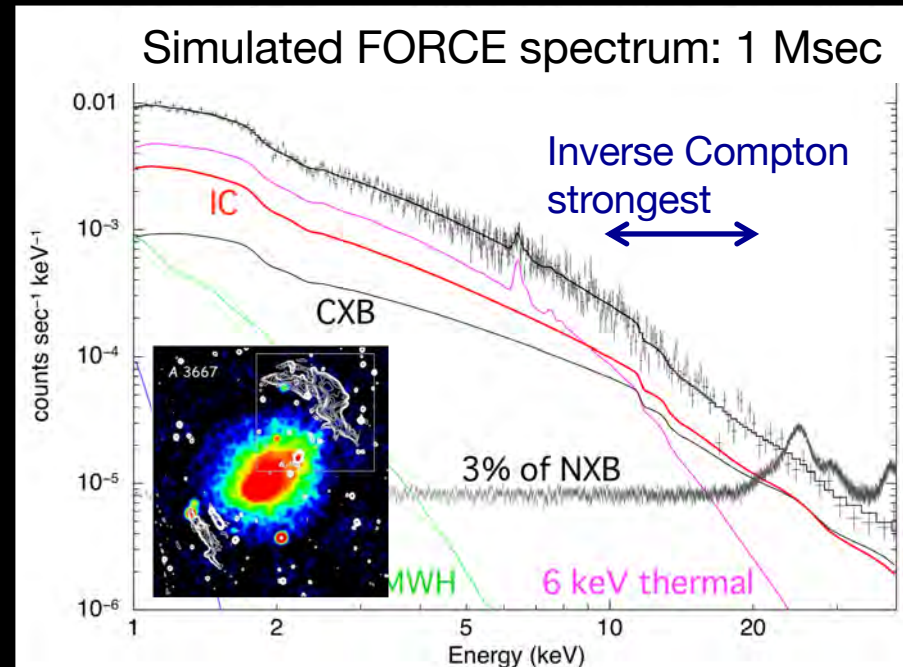 Simulated FORCE spectrum: 1 Msec
0.01
10⁻³
10⁻⁴
10⁻⁵
10⁻⁶
counts sec⁻¹ keV⁻¹
Inverse Compton
strongest
IC
CXB
A 3667
3% of NXB
MWH
6 keV thermal
1
2
5
10
20
Energy (keV)